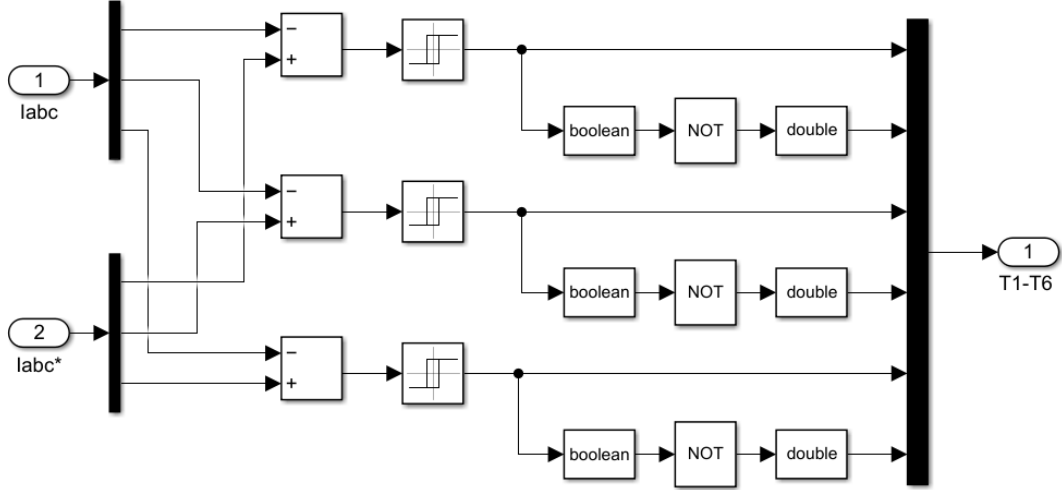 −
+
1
Iabc
boolean
NOT
double
−
+
1
T1-T6
boolean
NOT
double
2
Iabc*
−
+
boolean
NOT
double